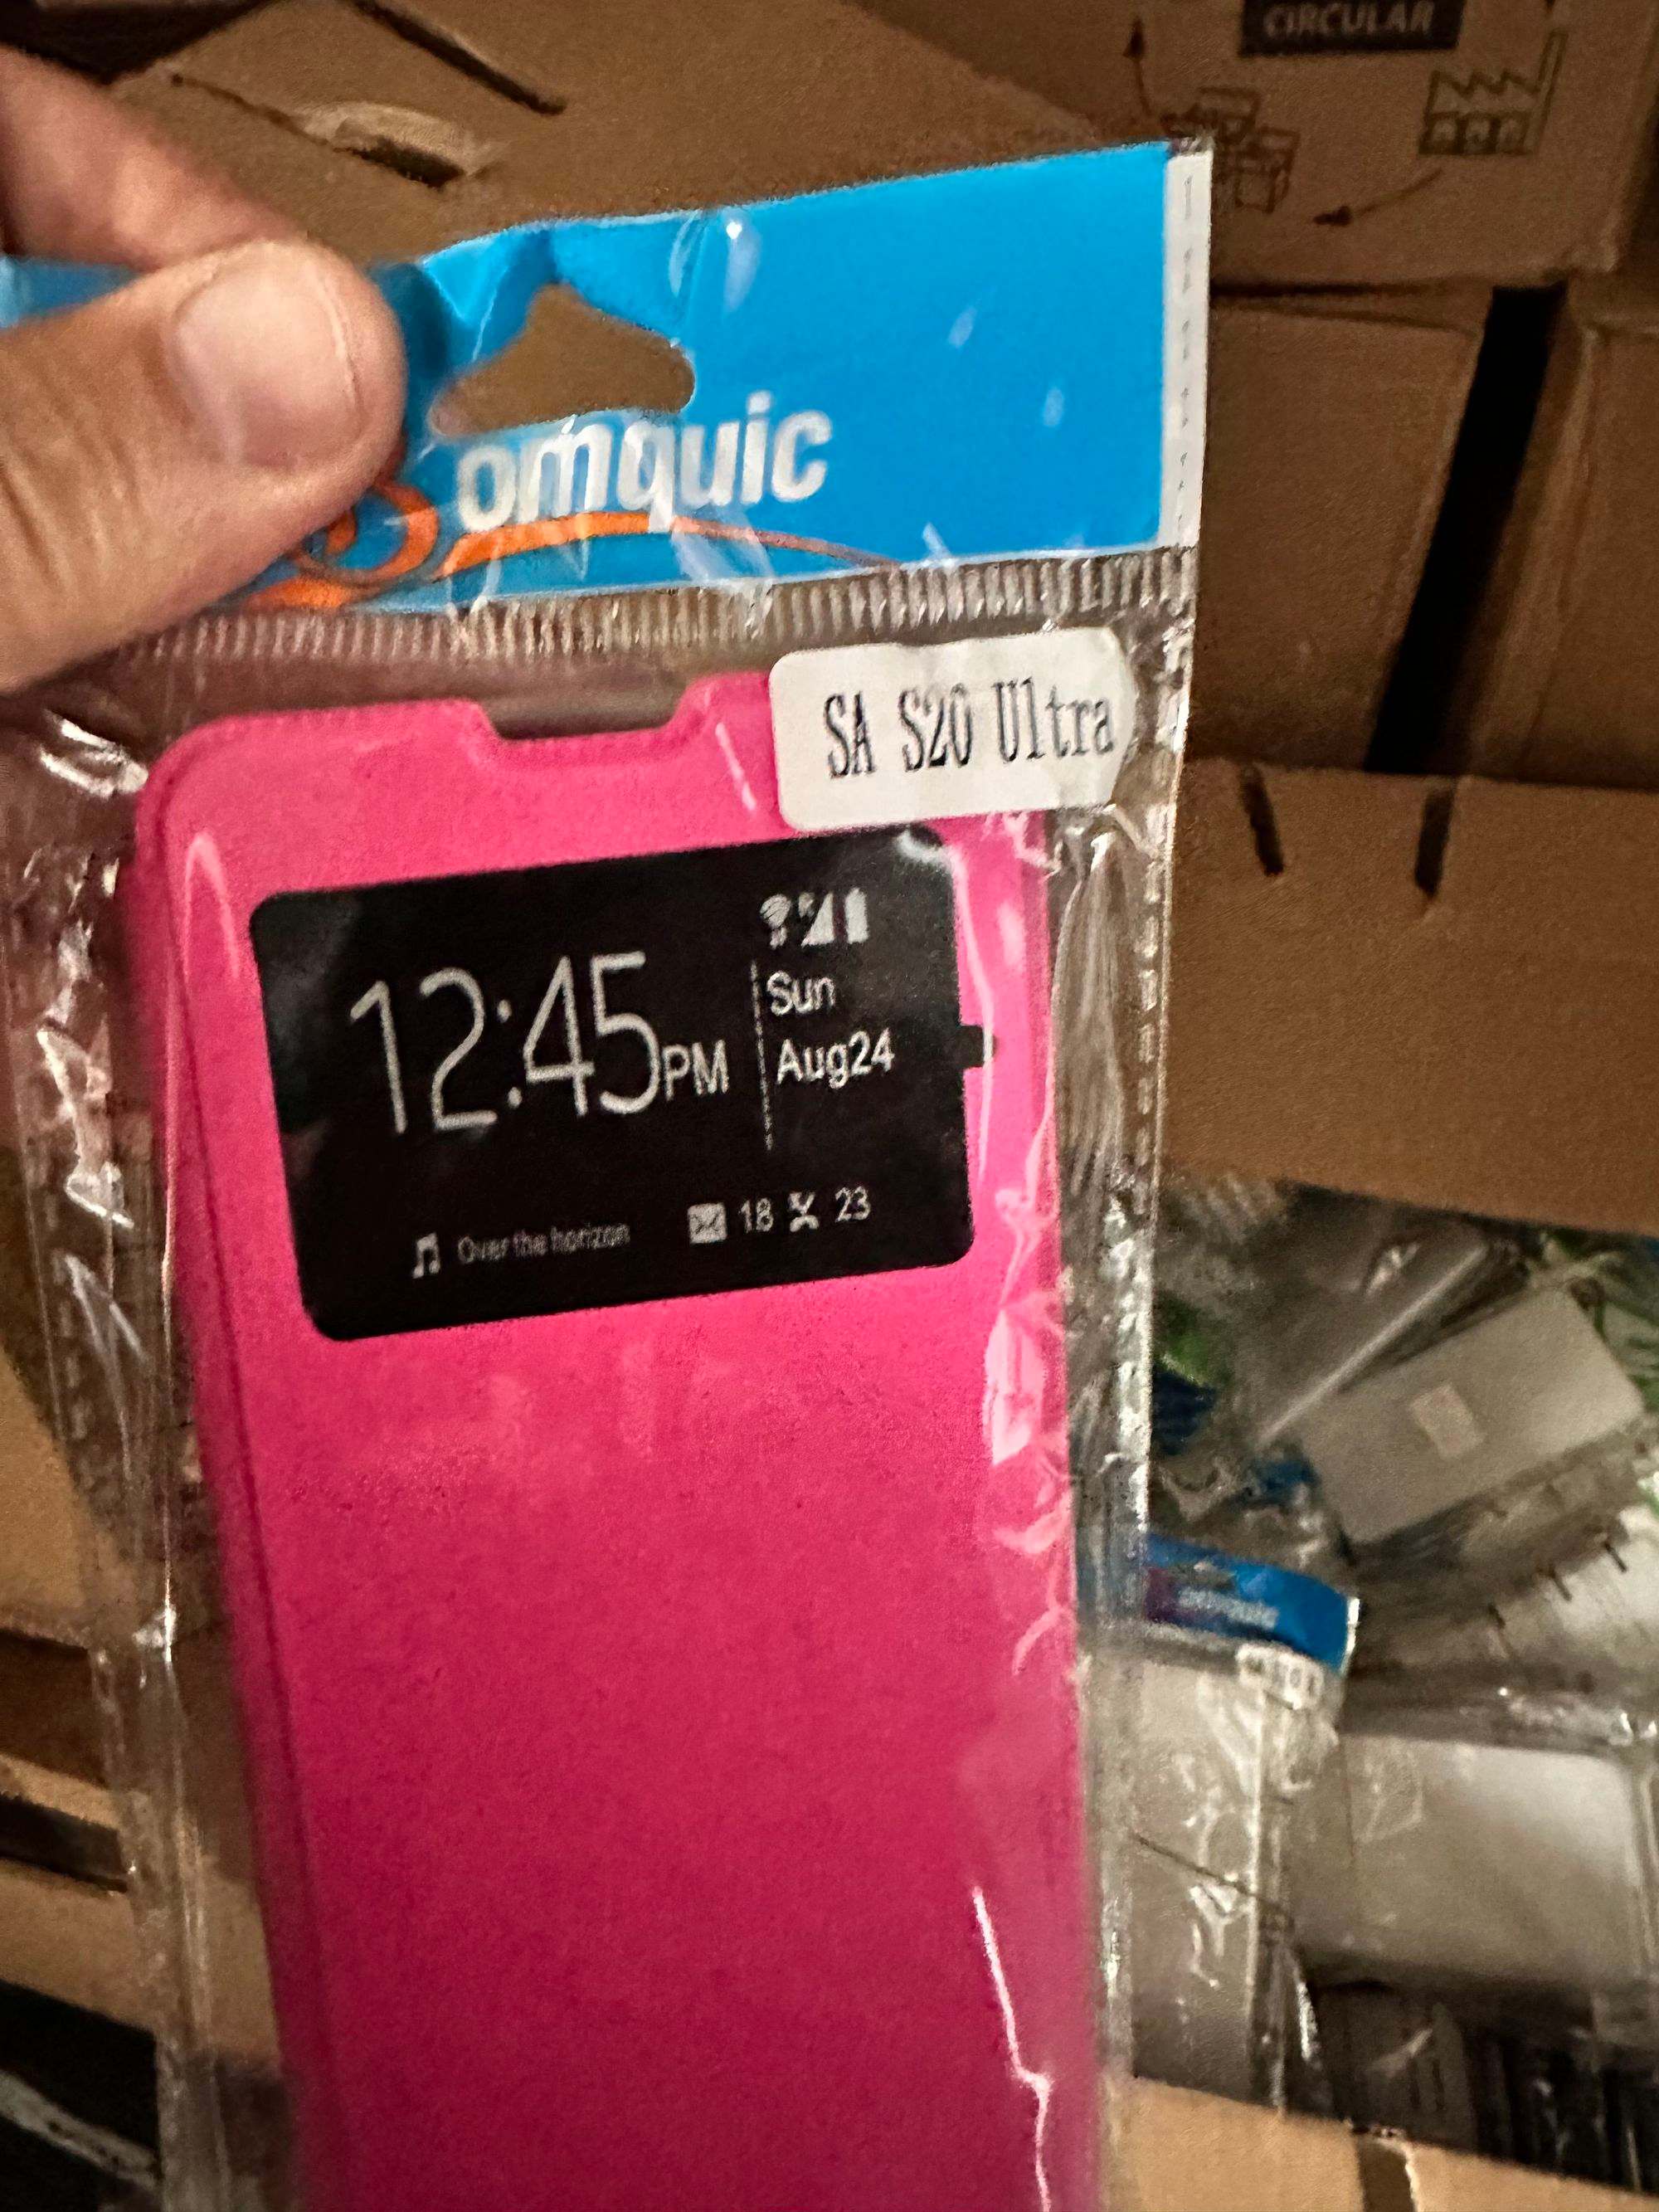 CIRCULAR
omquic
SA S20 Ultra
12:45PM
Sun
Aug24
Over the horizon
18
23